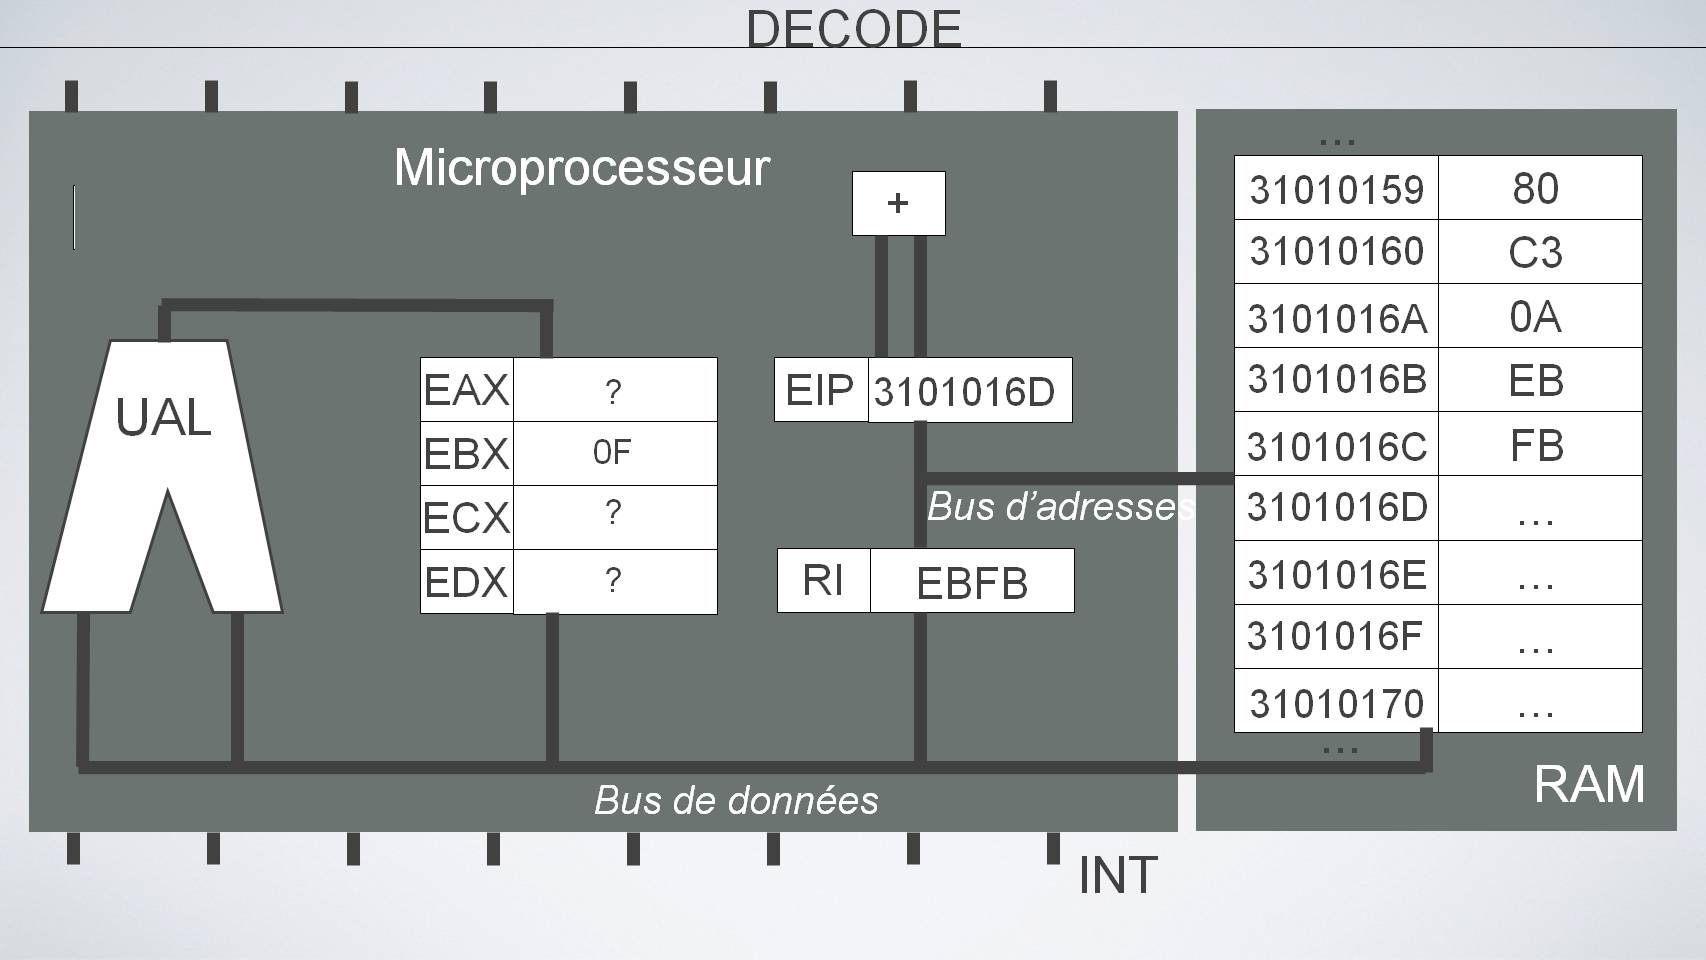 DECODE
Microprocesseur
+
UAL
EAX ?
EBX 0F
ECX ?
EDX ?
EIP 3101016D
Bus d’adresses
RI EBFB
Bus de données
INT
...
31010159 80
31010160 C3
3101016A 0A
3101016B EB
3101016C FB
3101016D ...
3101016E ...
3101016F ...
31010170 ...
...
RAM